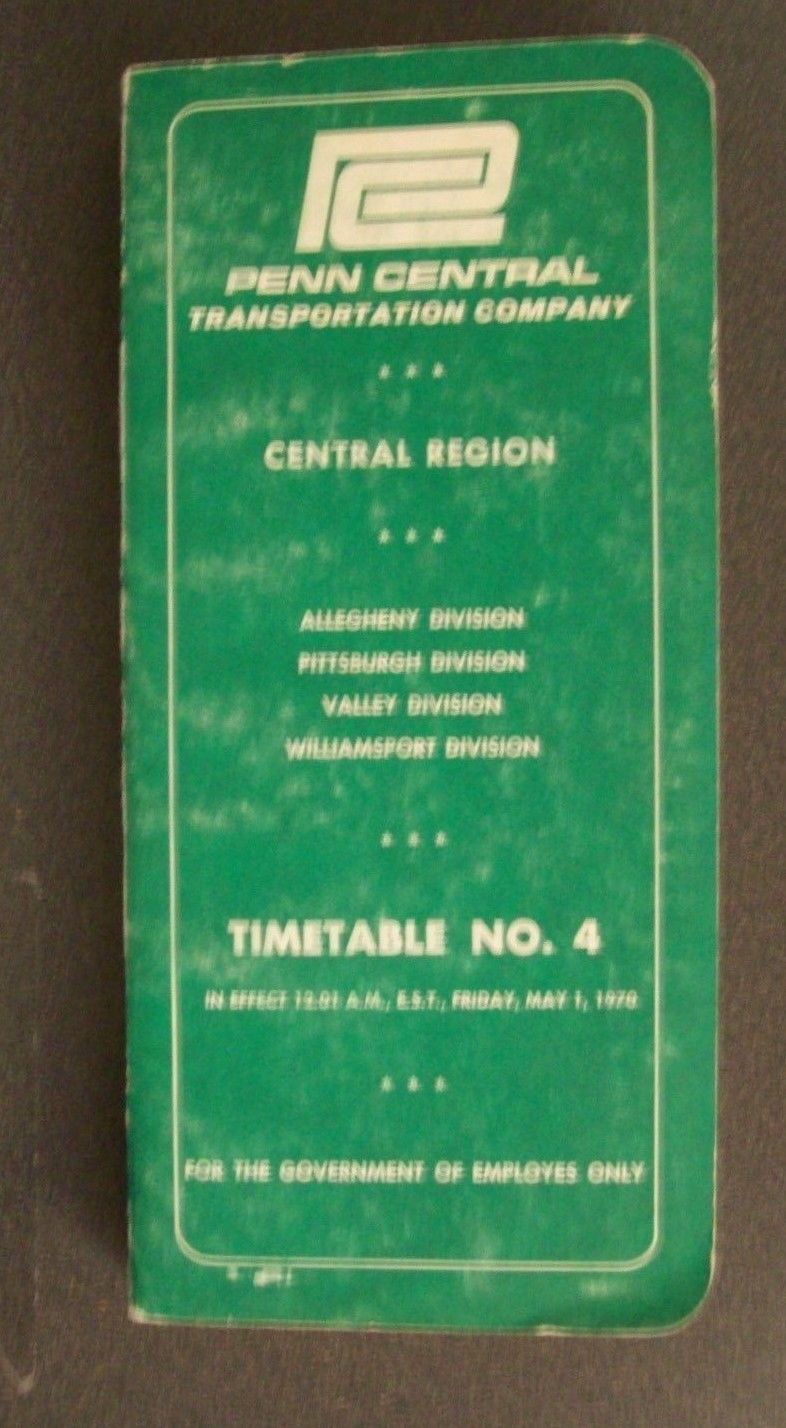 PC
PENN CENTRAL
TRANSPORTATION COMPANY
* * *
CENTRAL REGION
* * *
ALLEGHENY DIVISION
PITTSBURGH DIVISION
VALLEY DIVISION
WILLIAMSPORT DIVISION
* * *
TIMETABLE NO. 4
IN EFFECT 12.01 A.M., E.S.T., FRIDAY, MAY 1, 1970
* * *
FOR THE GOVERNMENT OF EMPLOYES ONLY